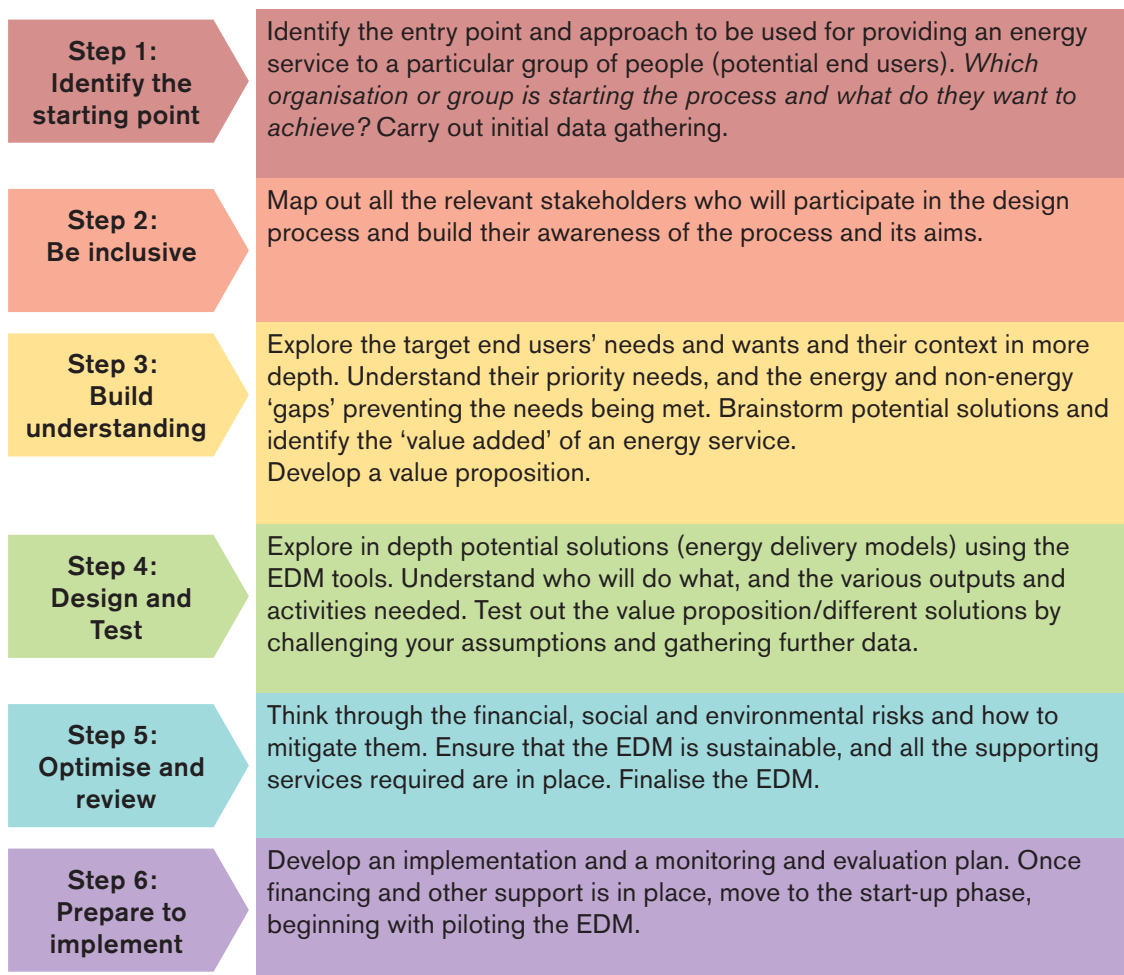 Step 1:
Identify the
starting point
Identify the entry point and approach to be used for providing an energy
service to a particular group of people (potential end users). Which
organisation or group is starting the process and what do they want to
achieve? Carry out initial data gathering.
Step 2:
Be inclusive
Map out all the relevant stakeholders who will participate in the design
process and build their awareness of the process and its aims.
Step 3:
Build
understanding
Explore the target end users’ needs and wants and their context in more
depth. Understand their priority needs, and the energy and non-energy
‘gaps’ preventing the needs being met. Brainstorm potential solutions and
identify the ‘value added’ of an energy service.
Develop a value proposition.
Step 4:
Design and
Test
Explore in depth potential solutions (energy delivery models) using the
EDM tools. Understand who will do what, and the various outputs and
activities needed. Test out the value proposition/different solutions by
challenging your assumptions and gathering further data.
Step 5:
Optimise and
review
Think through the financial, social and environmental risks and how to
mitigate them. Ensure that the EDM is sustainable, and all the supporting
services required are in place. Finalise the EDM.
Step 6:
Prepare to
implement
Develop an implementation and a monitoring and evaluation plan. Once
financing and other support is in place, move to the start-up phase,
beginning with piloting the EDM.